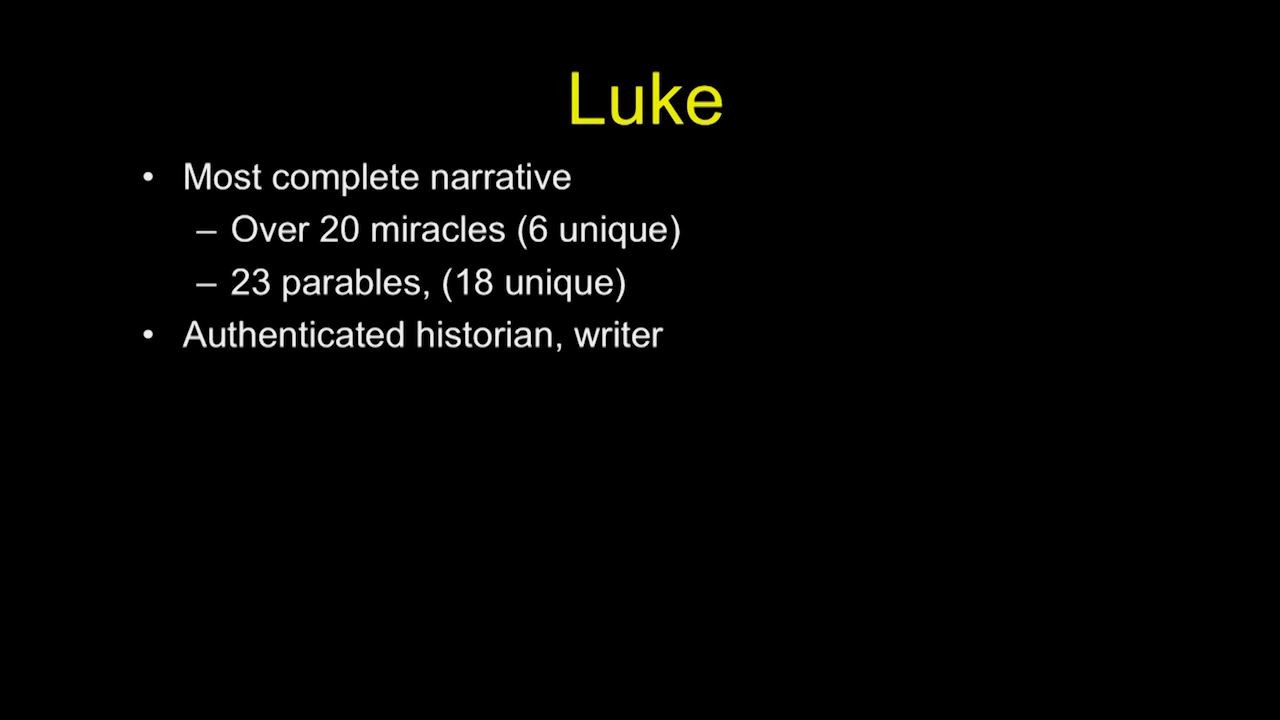 Luke
• Most complete narrative
– Over 20 miracles (6 unique)
– 23 parables, (18 unique)
• Authenticated historian, writer